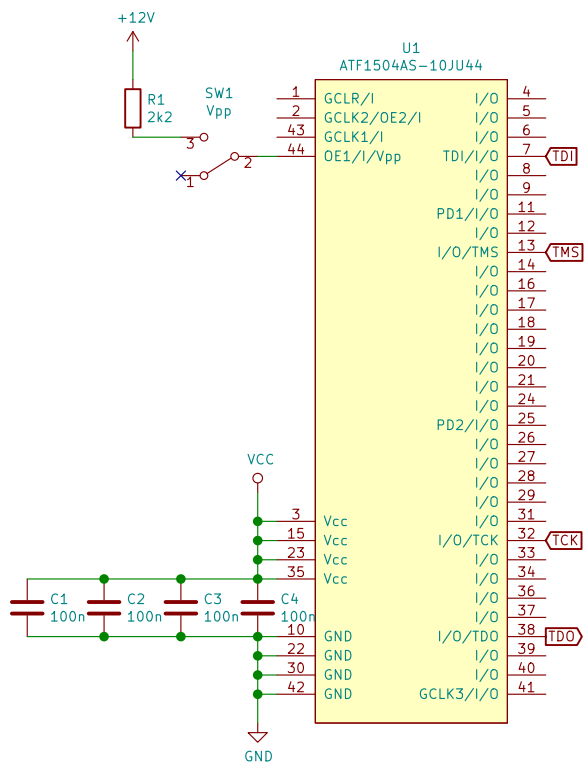 +12V
R1
2k2
SW1
Vpp
3
2
1
U1
ATF1504AS-10JU44
1 GCLR/I I/O 4
2 GCLK2/OE2/I I/O 5
43 GCLK1/I I/O 6
44 OE1/I/Vpp TDI/I/O 7 TDI
I/O 8
I/O 9
PD1/I/O 11
I/O 12
I/O/TMS 13 TMS
I/O 14
I/O 16
I/O 17
I/O 18
I/O 19
I/O 20
I/O 21
I/O 24
PD2/I/O 25
I/O 26
I/O 27
VCC
I/O 28
I/O 29
3 Vcc I/O 31
15 Vcc I/O/TCK 32 TCK
23 Vcc I/O 33
35 Vcc I/O 34
C1 C2 C3 C4 I/O 36
100n 100n 100n 100n I/O 37
10 GND I/O/TDO 38 TDO
22 GND I/O 39
30 GND I/O 40
42 GND GCLK3/I/O 41
GND